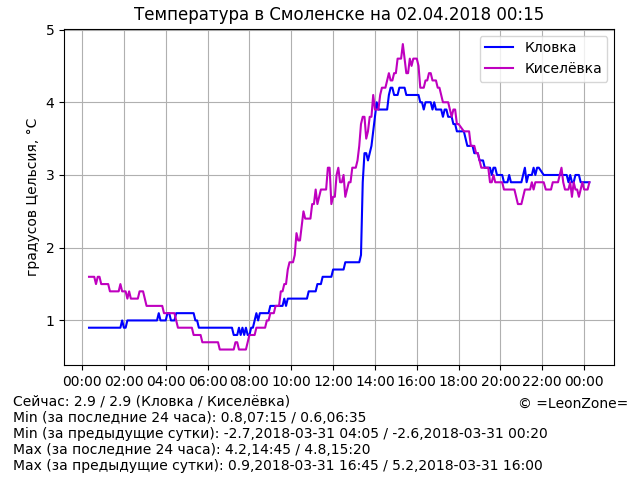 Температура в Смоленске на 02.04.2018 00:15
Кловка
Киселёвка
градусов Цельсия, °C
5
4
3
2
1
00:00 02:00 04:00 06:00 08:00 10:00 12:00 14:00 16:00 18:00 20:00 22:00 00:00
Сейчас: 2.9 / 2.9 (Кловка / Киселёвка)
© =LeonZone=
Min (за последние 24 часа): 0.8,07:15 / 0.6,06:35
Min (за предыдущие сутки): -2.7,2018-03-31 04:05 / -2.6,2018-03-31 00:20
Max (за последние 24 часа): 4.2,14:45 / 4.8,15:20
Max (за предыдущие сутки): 0.9,2018-03-31 16:45 / 5.2,2018-03-31 16:00